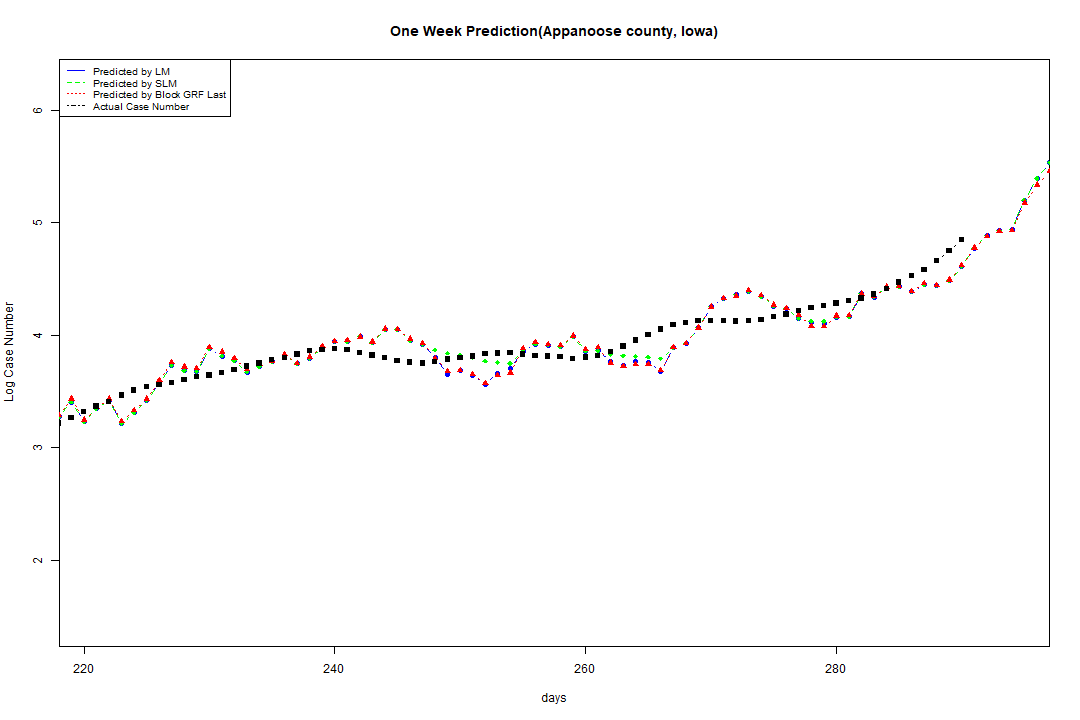 One Week Prediction(Appanoose county, Iowa)
Predicted by LM
Predicted by SLM
Predicted by Block GRF Last
Actual Case Number
6
5
4
3
2
Log Case Number
220 240 260 280
days